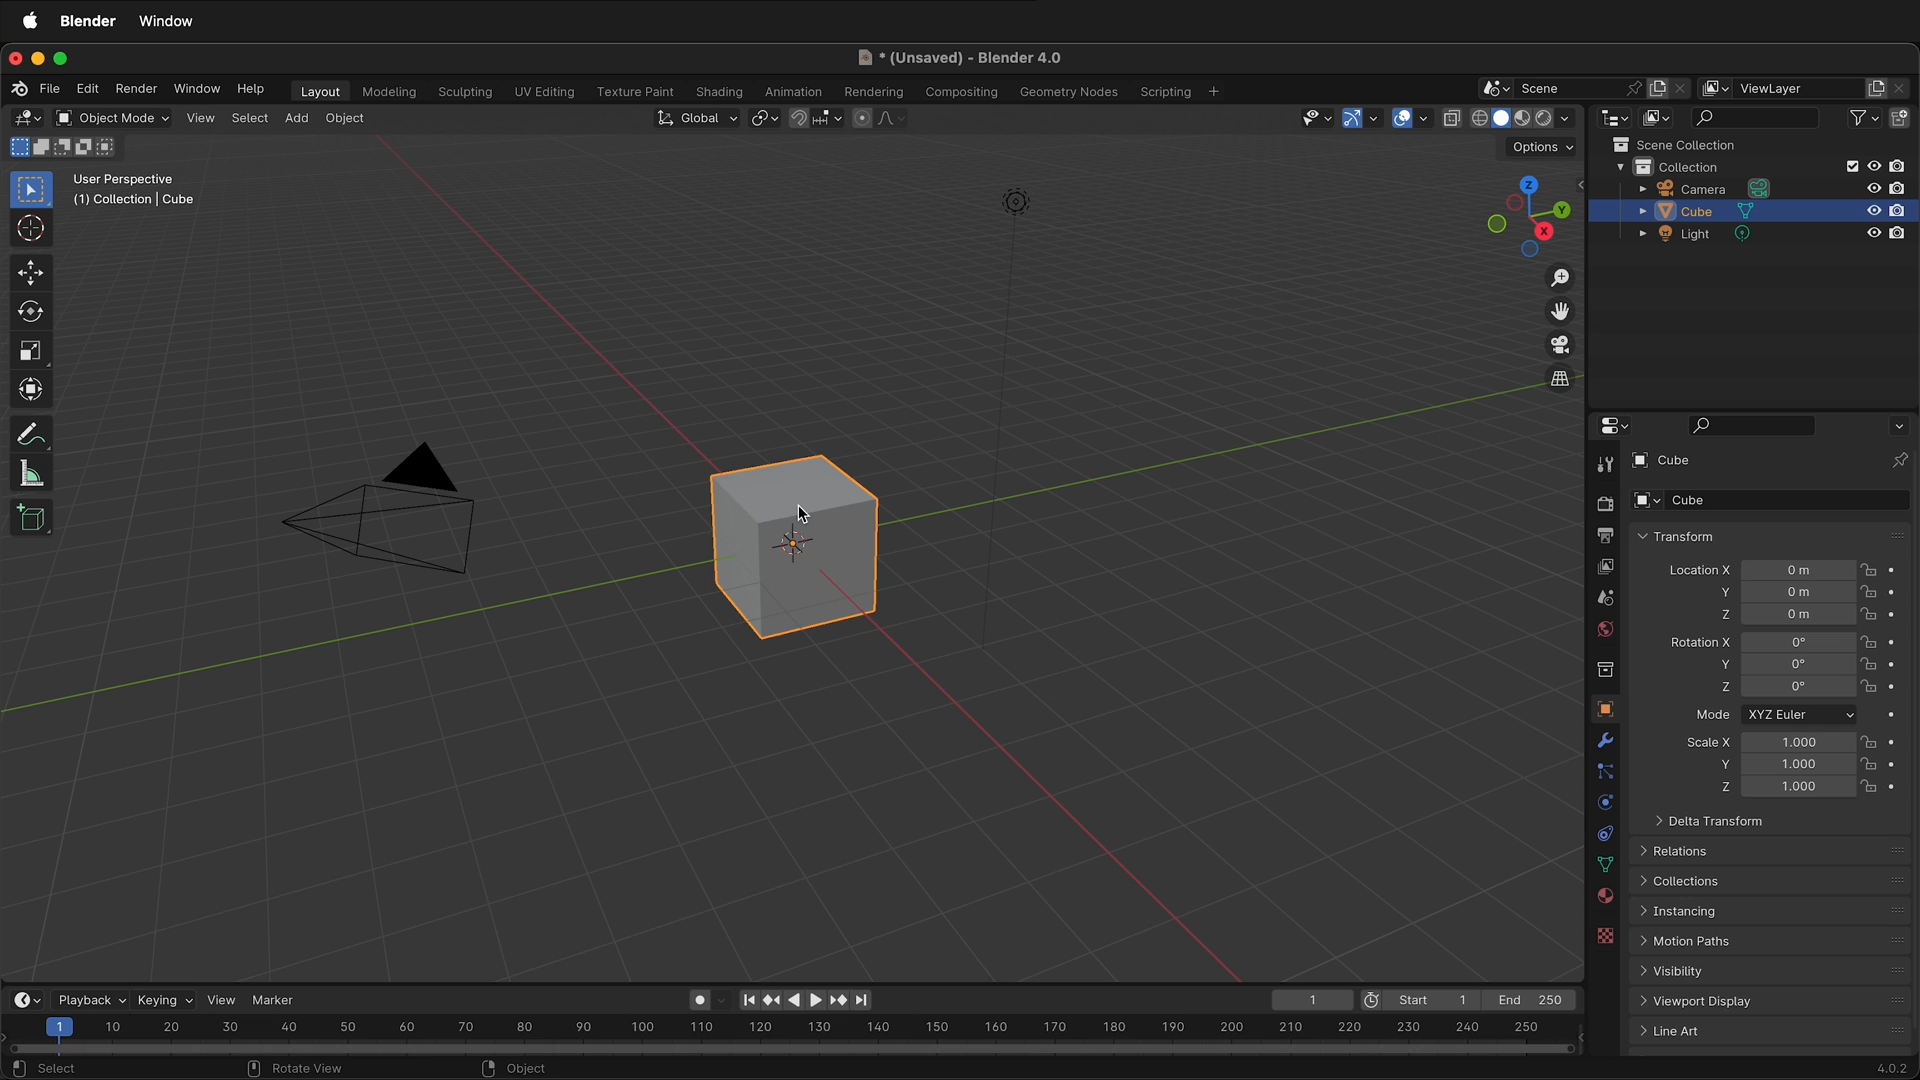 Blender Window
* (Unsaved) - Blender 4.0
File Edit Render Window Help Layout Modeling Sculpting UV Editing Texture Paint Shading Animation Rendering Compositing Geometry Nodes Scripting + Scene ViewLayer
Object Mode View Select Add Object Global
Options
User Perspective
(1) Collection | Cube
Z
Y
X
Scene Collection
Collection
Camera
Cube
Light
Cube
Cube
Transform
Location X 0 m
Y 0 m
Z 0 m
Rotation X 0°
Y 0°
Z 0°
Mode XYZ Euler
Scale X 1.000
Y 1.000
Z 1.000
Delta Transform
Relations
Collections
Instancing
Motion Paths
Visibility
Viewport Display
Line Art
Playback Keying View Marker 1 Start 1 End 250
1 10 20 30 40 50 60 70 80 90 100 110 120 130 140 150 160 170 180 190 200 210 220 230 240 250
Select Rotate View Object 4.0.2